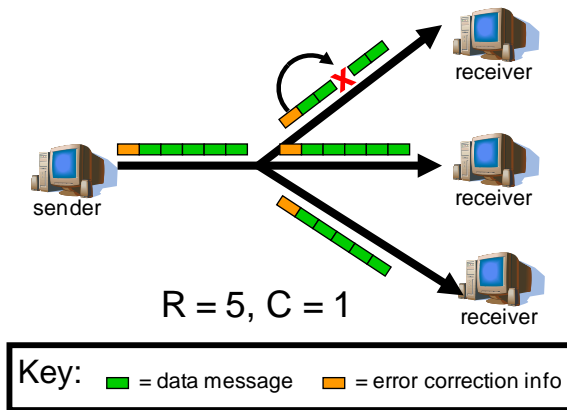 receiver
receiver
sender
receiver
R = 5, C = 1
Key: = data message = error correction info